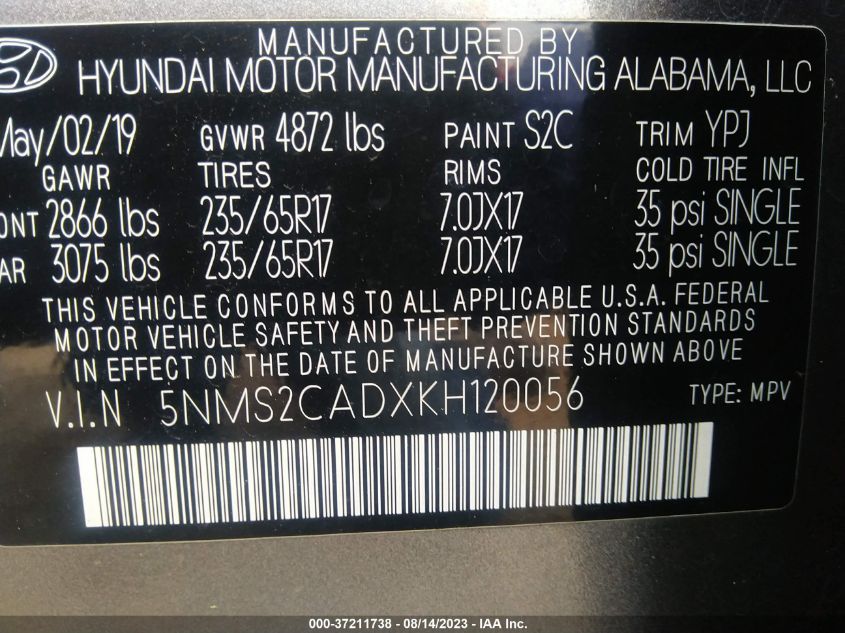 MANUFACTURED BY
HYUNDAI MOTOR MANUFACTURING ALABAMA, LLC
May/02/19 GVWR 4872 lbs PAINT S2C TRIM YPJ
GAWR TIRES RIMS COLD TIRE INFL
ONT 2866 lbs 235/65R17 7.0JX17 35 psi SINGLE
AR 3075 lbs 235/65R17 7.0JX17 35 psi SINGLE
THIS VEHICLE CONFORMS TO ALL APPLICABLE U.S.A. FEDERAL
MOTOR VEHICLE SAFETY AND THEFT PREVENTION STANDARDS
IN EFFECT ON THE DATE OF MANUFACTURE SHOWN ABOVE
V.I.N 5NMS2CADXKH120056 TYPE: MPV
000-37211738 - 08/14/2023 - IAA Inc.